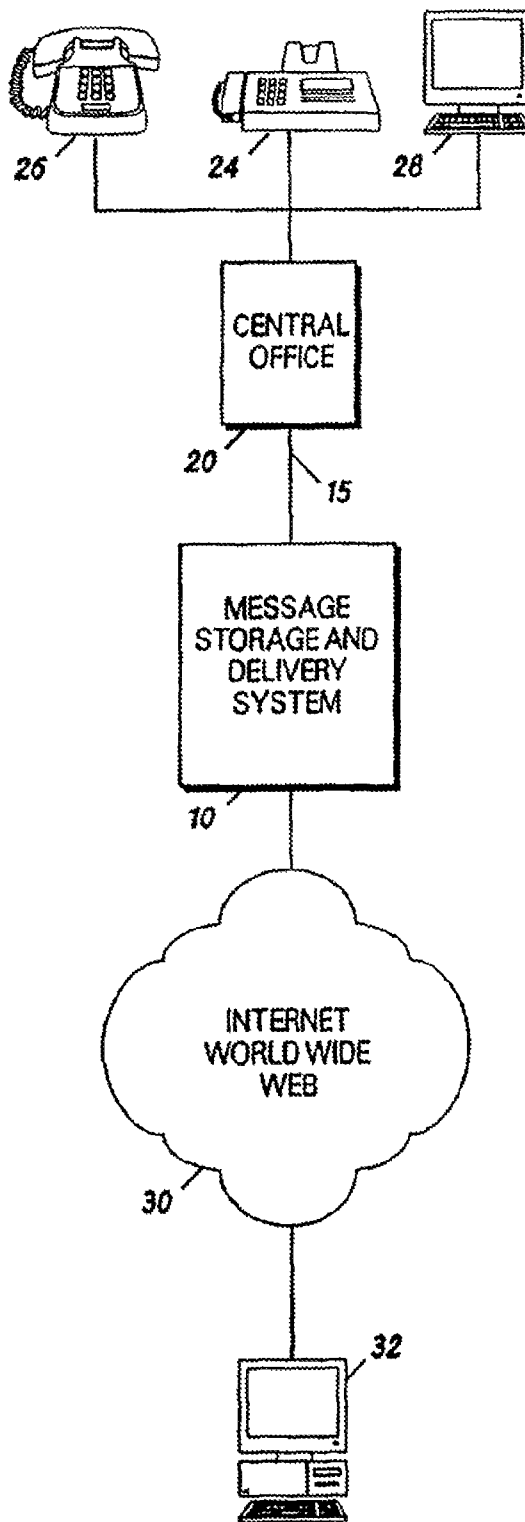 26
24
28
CENTRAL
OFFICE
20
15
MESSAGE
STORAGE AND
DELIVERY
SYSTEM
10
INTERNET
WORLD WIDE
WEB
30
32